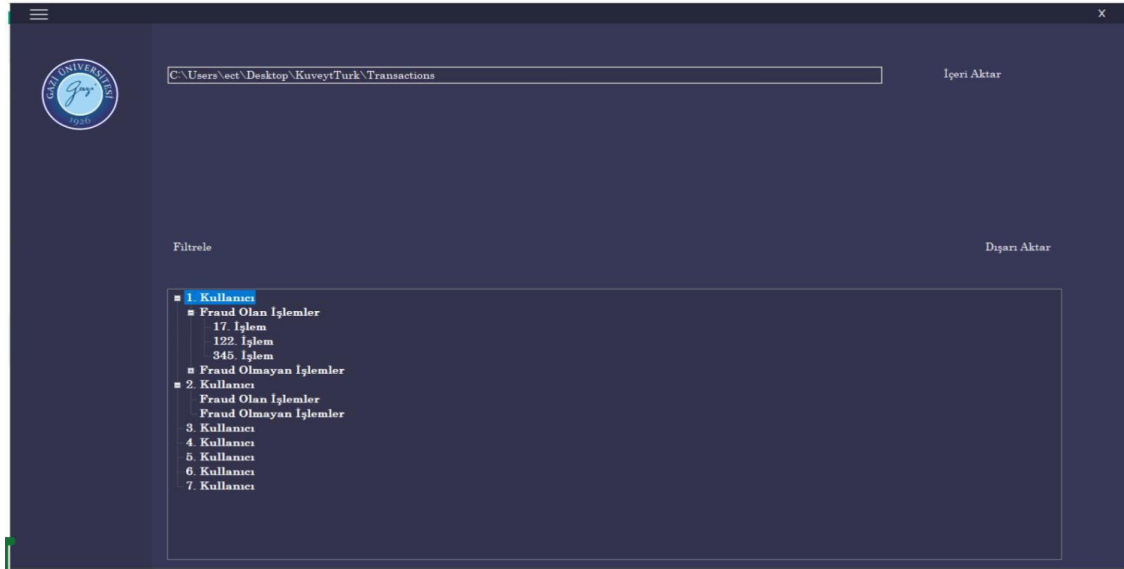 x
GAZİ ÜNİVERSİTESİ
Gazi
1926
C:\Users\ect\Desktop\KuveytTurk\Transactions
İçeri Aktar
Filtrele
Dışarı Aktar
1. Kullanıcı
Fraud Olan İşlemler
17. İşlem
122. İşlem
345. İşlem
Fraud Olmayan İşlemler
2. Kullanıcı
Fraud Olan İşlemler
Fraud Olmayan İşlemler
3. Kullanıcı
4. Kullanıcı
5. Kullanıcı
6. Kullanıcı
7. Kullanıcı